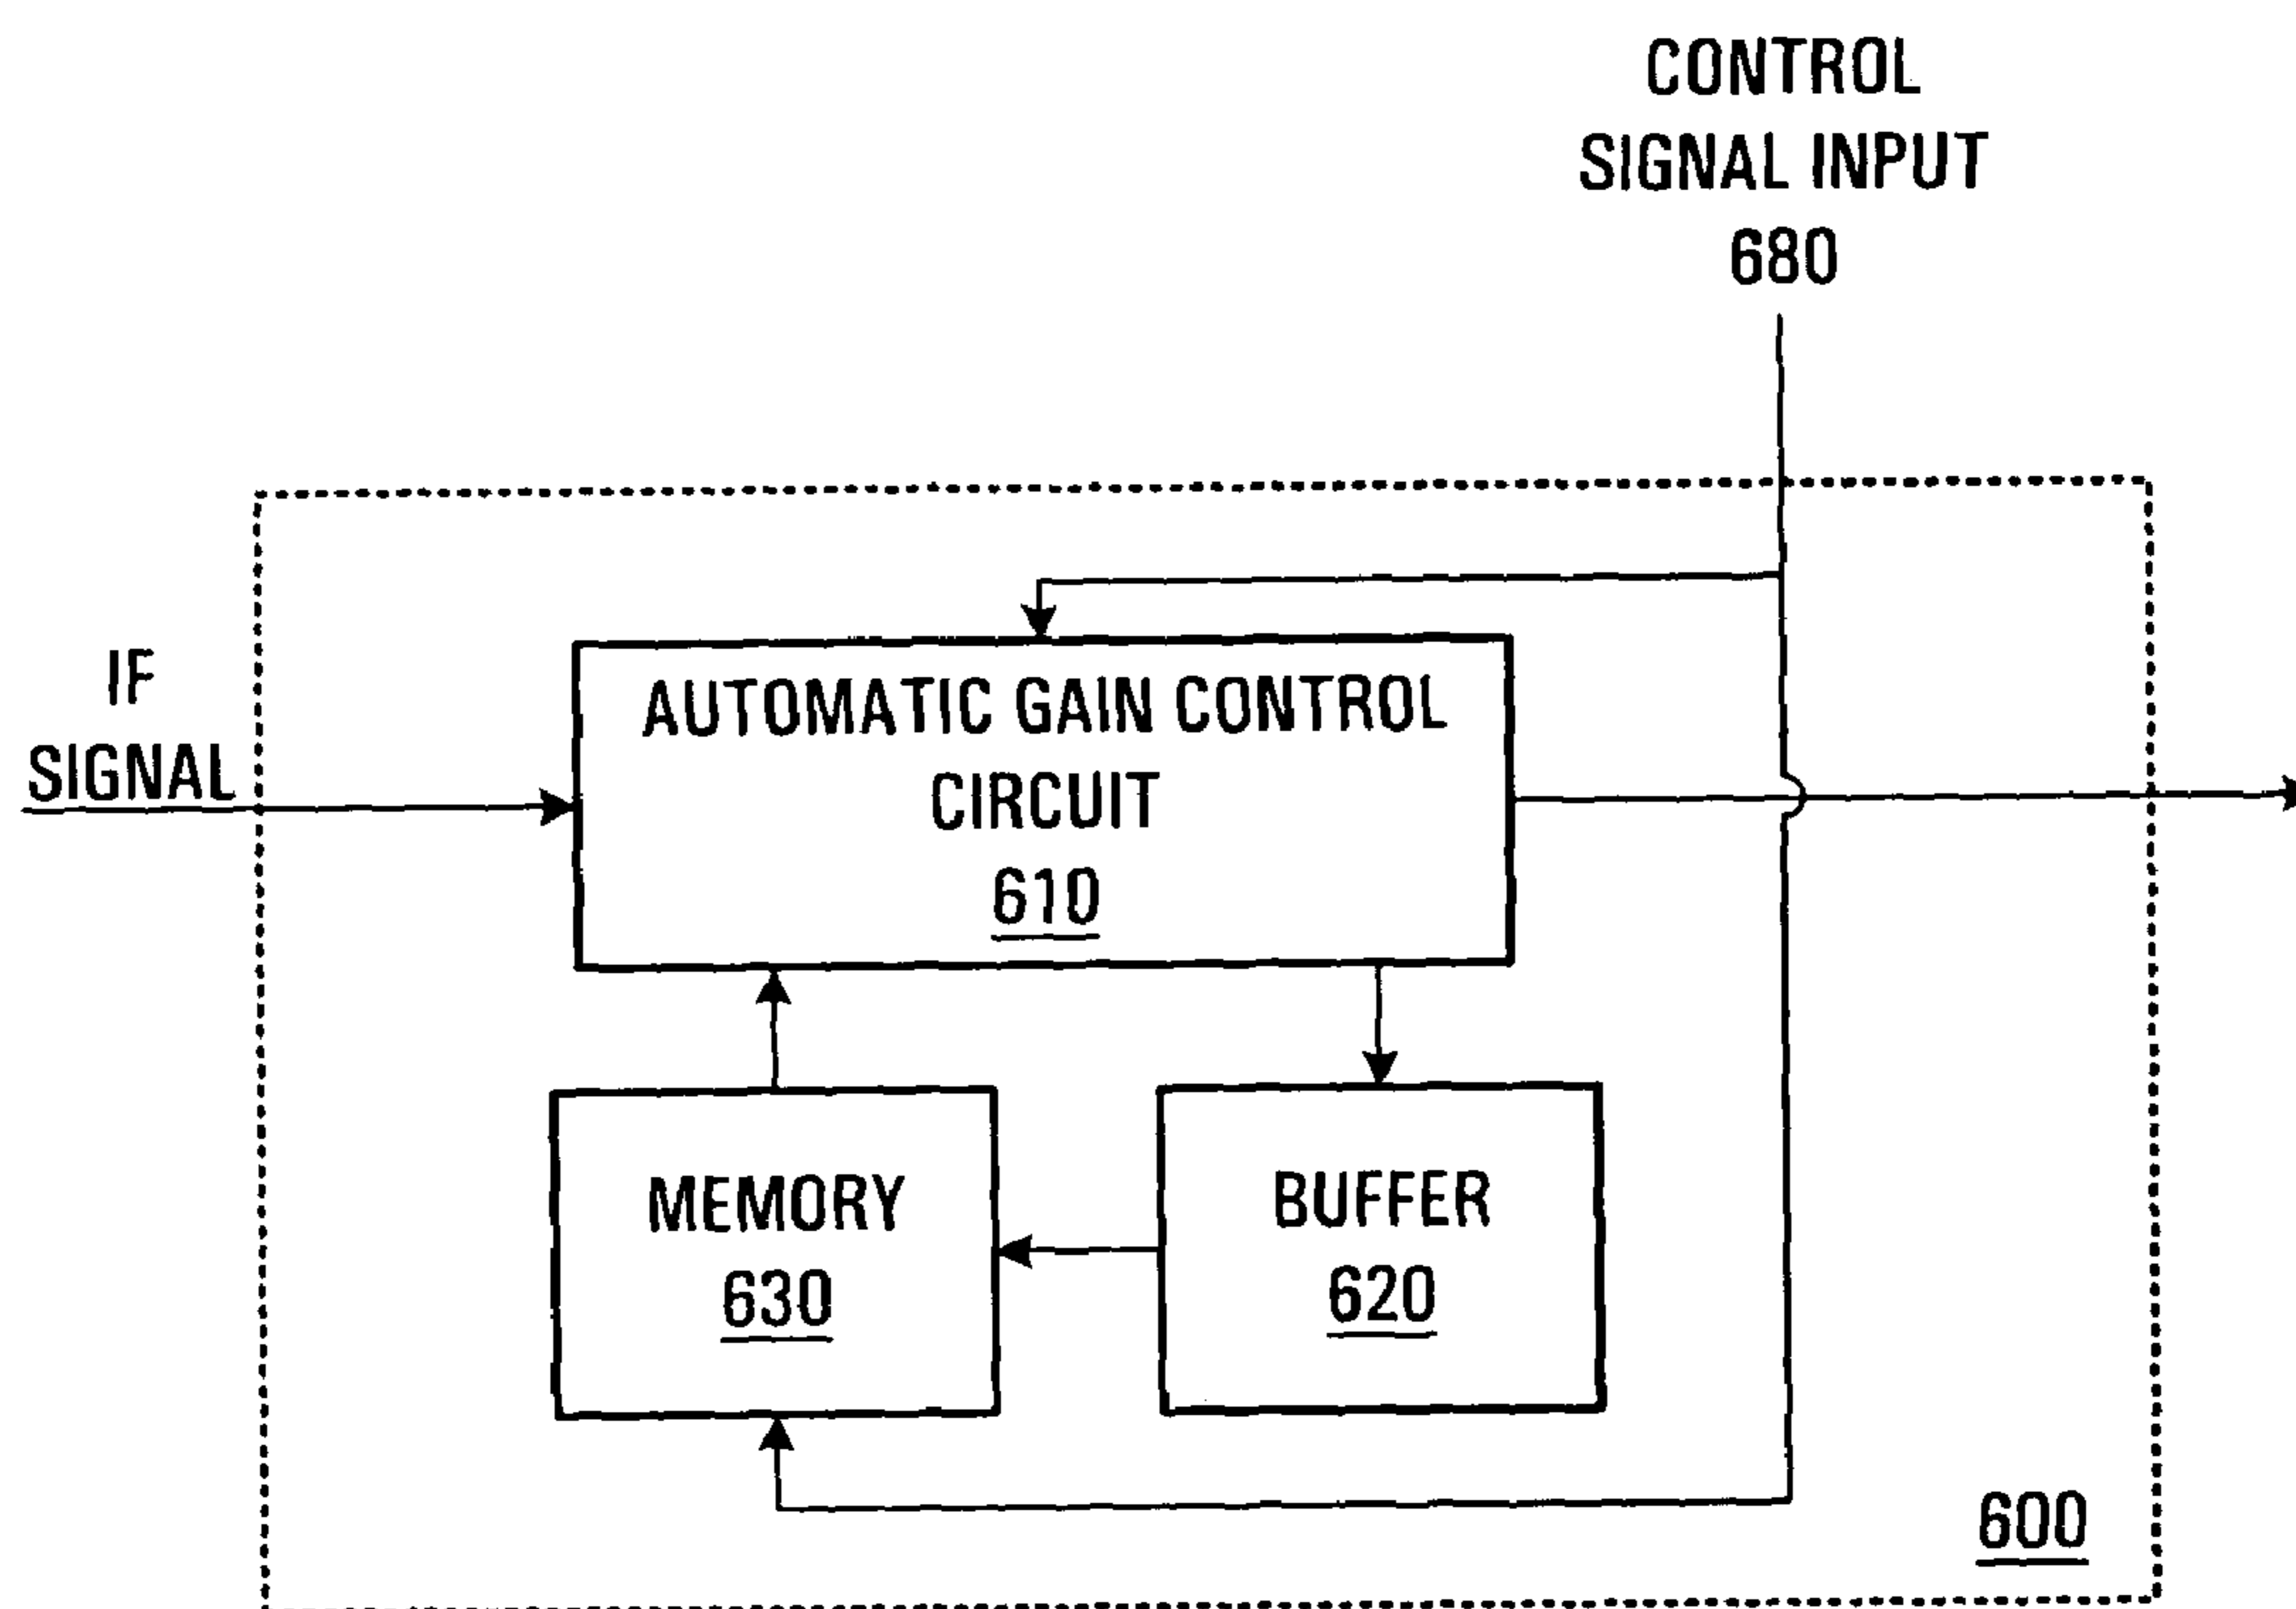 CONTROL
SIGNAL INPUT
680
IF
SIGNAL
AUTOMATIC GAIN CONTROL
CIRCUIT
610
MEMORY
630
BUFFER
620
600